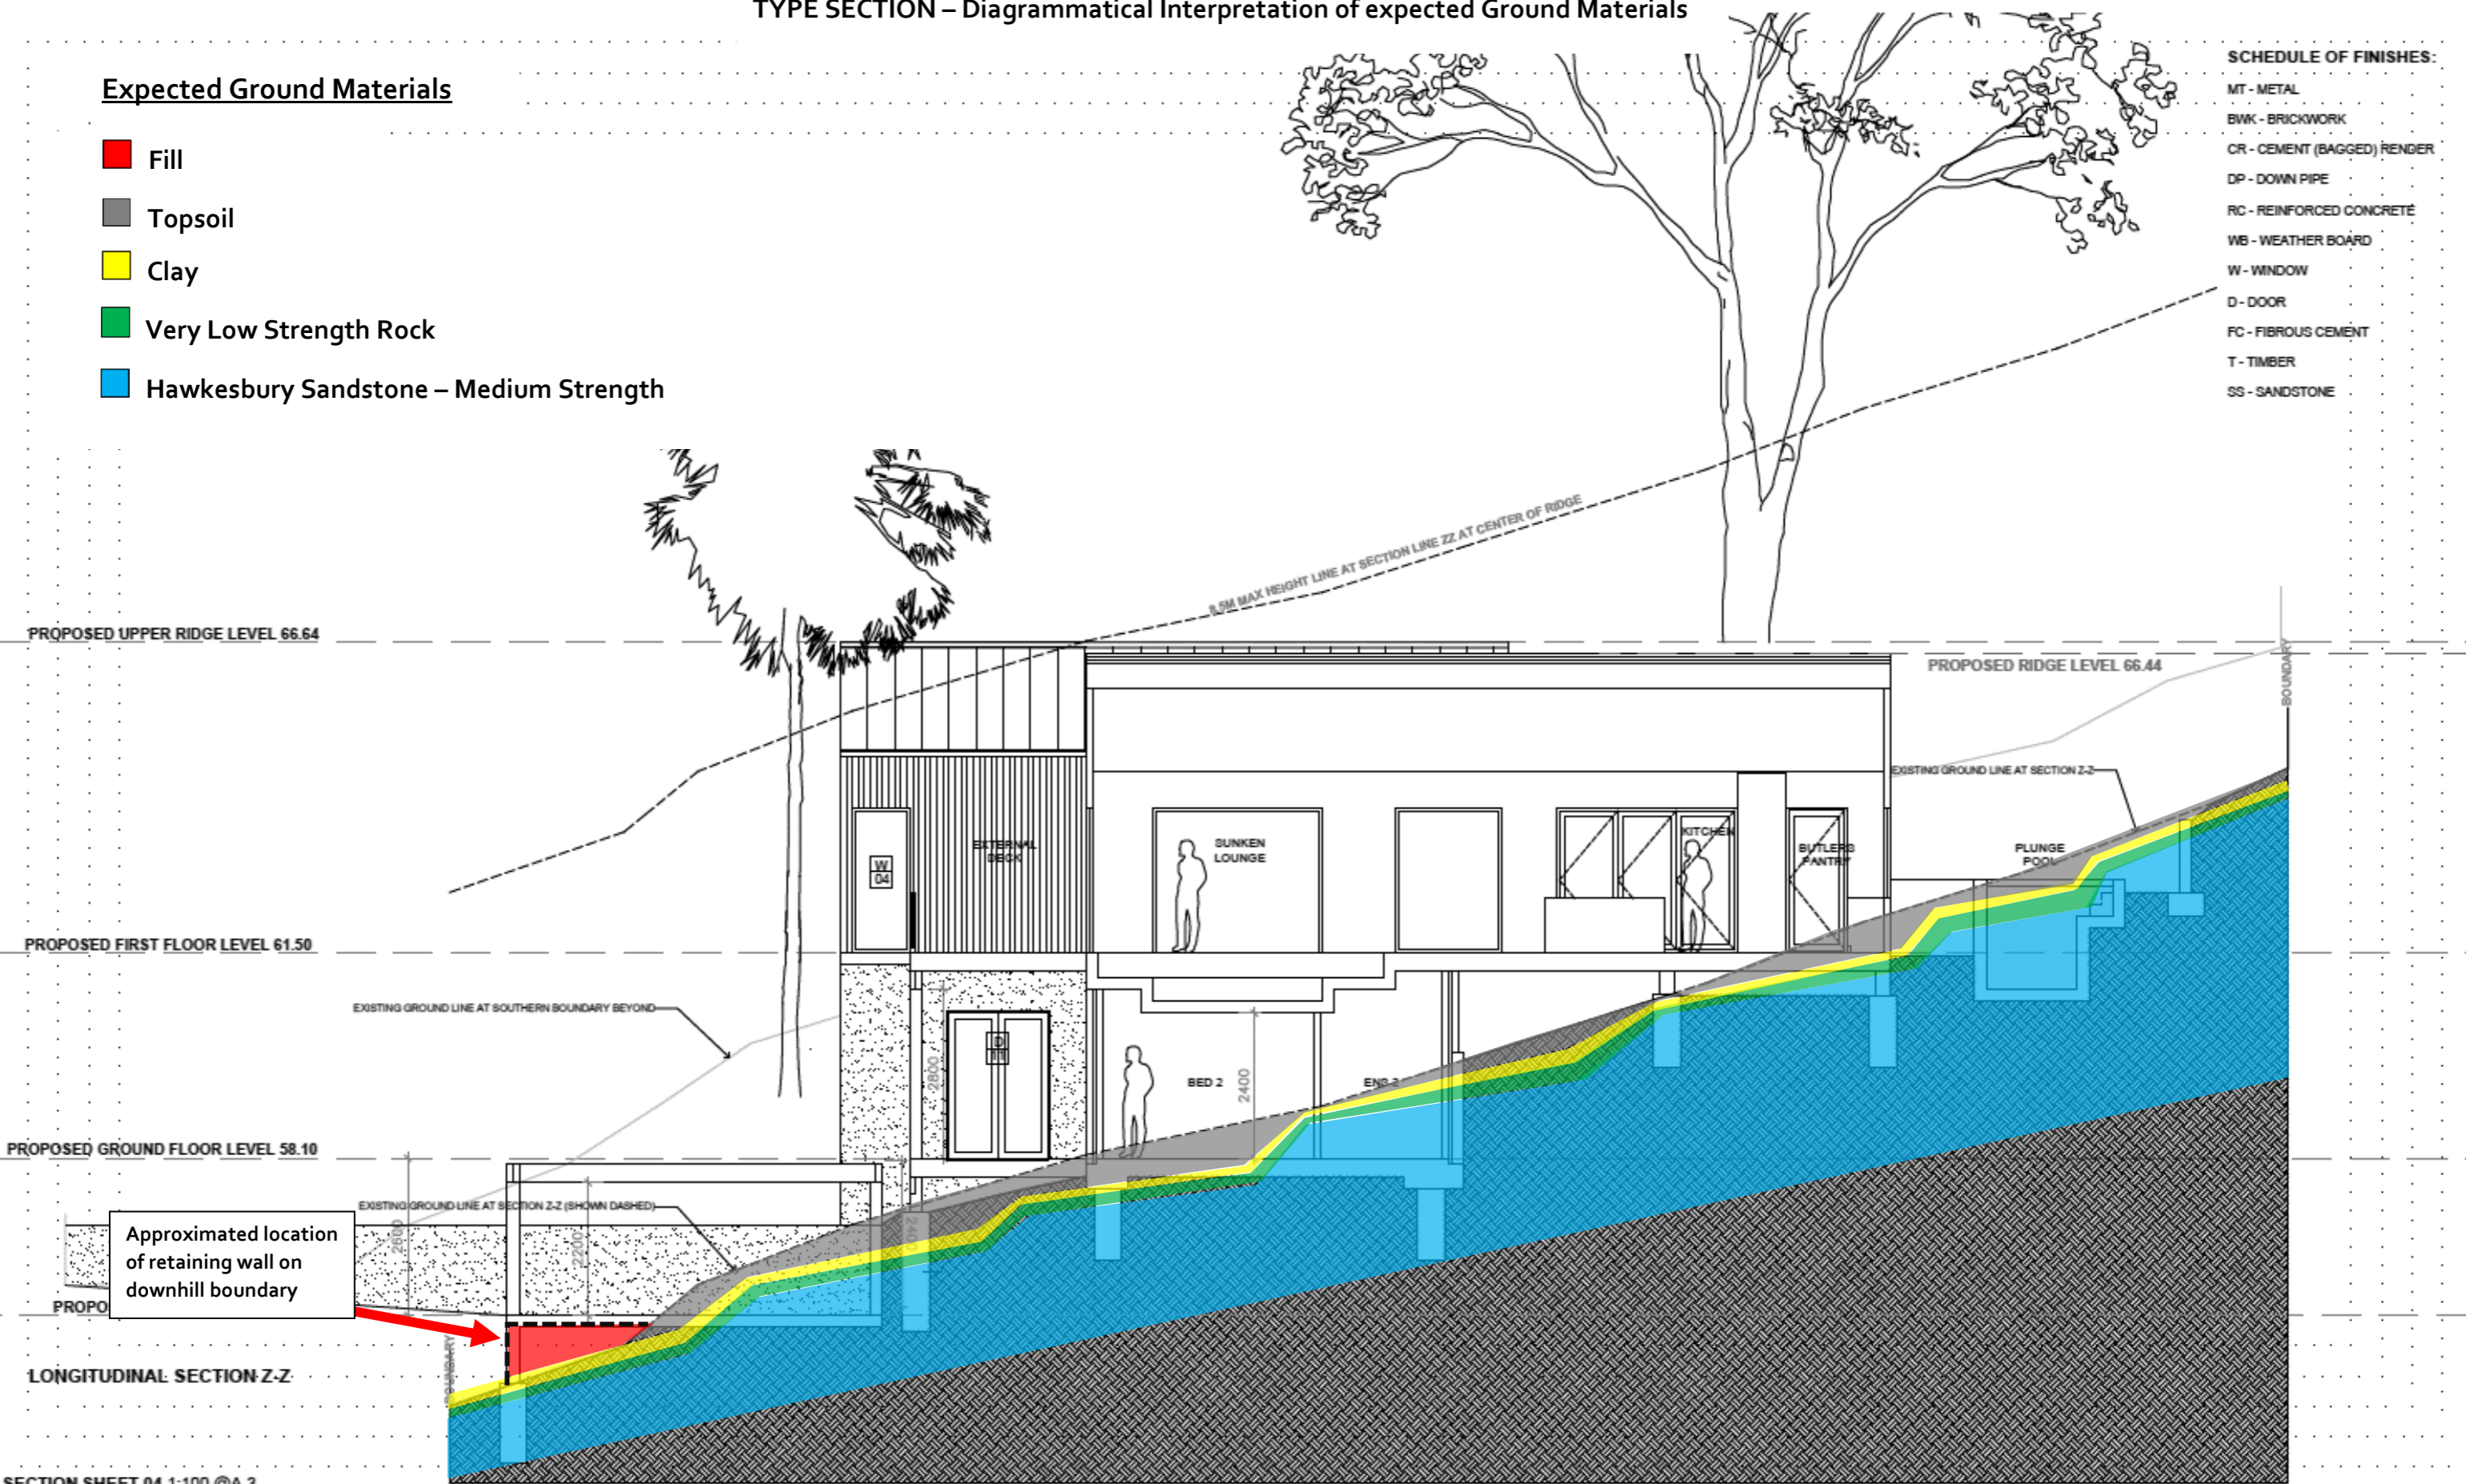 TYPE SECTION – Diagrammatical Interpretation of expected Ground Materials
Expected Ground Materials
Fill
Topsoil
Clay
Very Low Strength Rock
Hawkesbury Sandstone – Medium Strength
SCHEDULE OF FINISHES:
MT - METAL
BWK - BRICKWORK
CR - CEMENT (BAGGED) RENDER
DP - DOWN PIPE
RC - REINFORCED CONCRETE
WB - WEATHER BOARD
W - WINDOW
D - DOOR
FC - FIBROUS CEMENT
T - TIMBER
SS - SANDSTONE
8.5M MAX HEIGHT LINE AT SECTION LINE ZZ AT CENTER OF RIDGE
PROPOSED UPPER RIDGE LEVEL 66.64
PROPOSED RIDGE LEVEL 66.44
BOUNDARY
EXISTING GROUND LINE AT SECTION Z-Z
W
04
EXTERNAL
DECK
SUNKEN
LOUNGE
KITCHEN
BUTLERS
PANTRY
PLUNGE
POOL
PROPOSED FIRST FLOOR LEVEL 61.50
EXISTING GROUND LINE AT SOUTHERN BOUNDARY BEYOND
D
11
2800
BED 2
2400
ENS 2
PROPOSED GROUND FLOOR LEVEL 58.10
EXISTING GROUND LINE AT SECTION Z-Z (SHOWN DASHED)
2600
2200
2400
Approximated location
of retaining wall on
downhill boundary
PROPO
BOUNDARY
LONGITUDINAL SECTION Z-Z
SECTION SHEET 04 1:100 @A 3